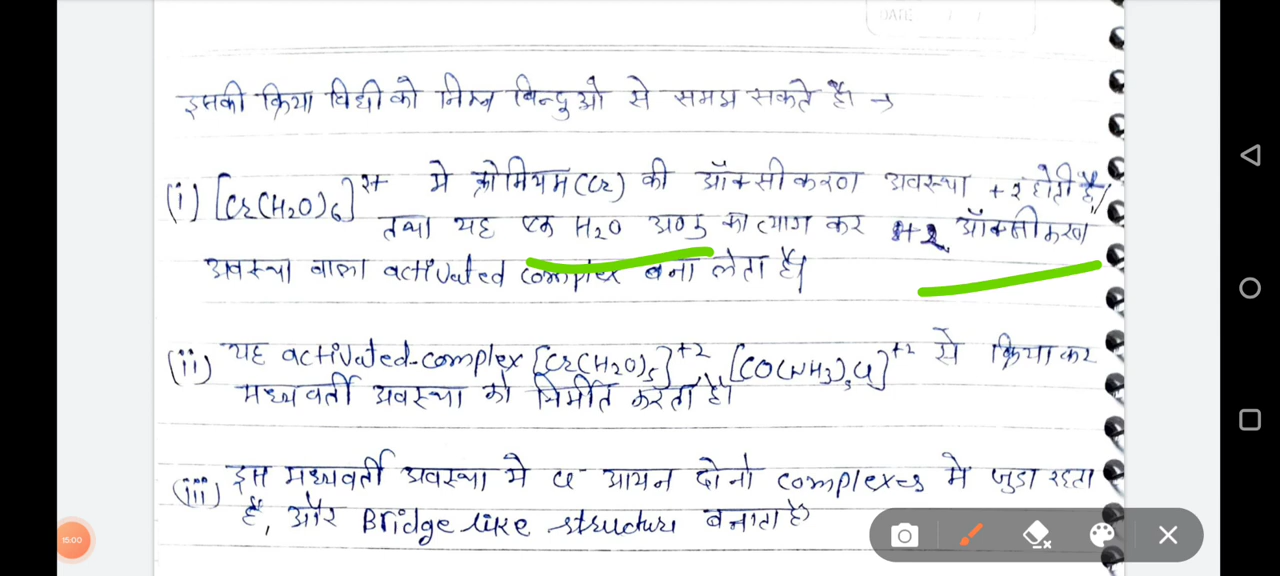 DATE / /
इसकी क्रिया विधी को निम्न बिन्दुओ से समझ सकते है। →
(i) [Cr(H2O)6]2+ मे क्रोमियम(Cr) की ऑक्सीकरण अवस्था +2 होती है,
तथा यह एक H2O अणु का त्याग कर +2 ऑक्सीकरण
अवस्था वाला activated complex बना लेता है।
(ii) यह activated-complex [Cr(H2O)5]+2, [CO(NH3)5Cl]+2 से क्रिया कर
मध्यवर्ती अवस्था को निर्मित करता है।
(iii) इस मध्यवर्ती अवस्था मे Cl- आयन दोनो complexes में जुडा रहता
है, और Bridge like structure बनाता है
15:00